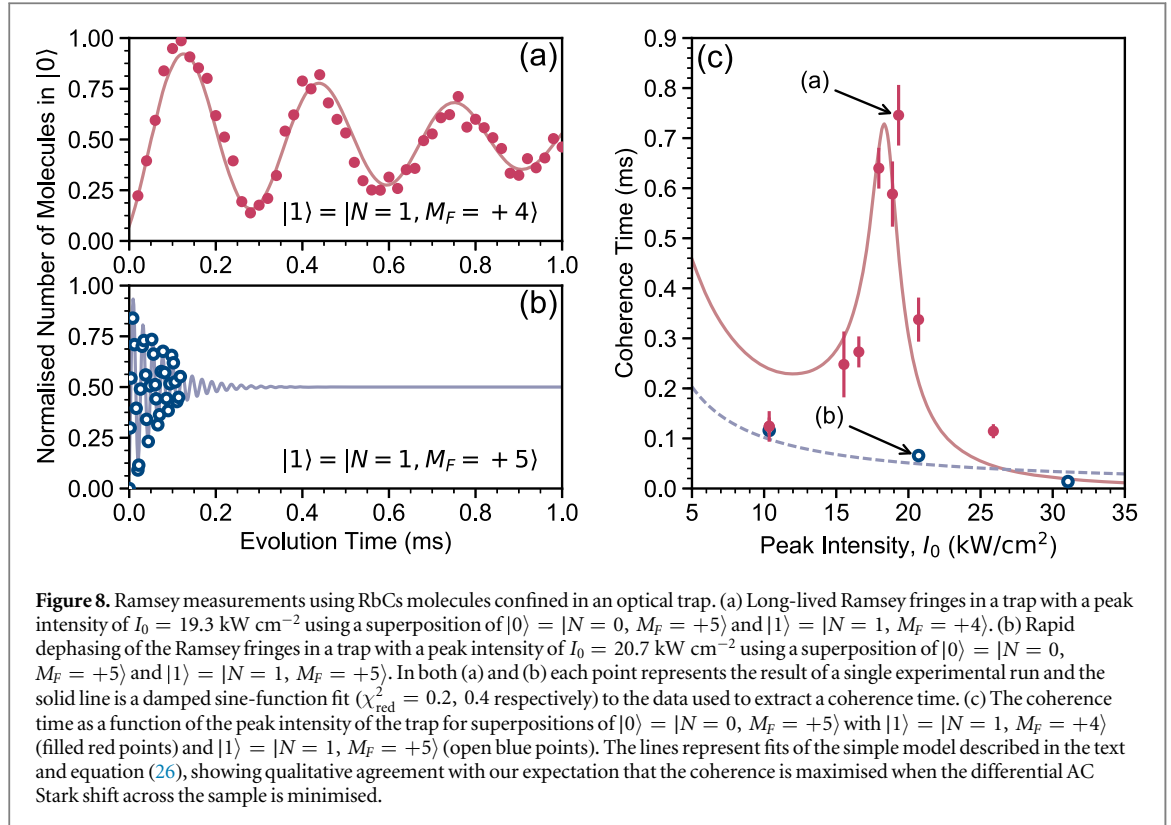 Normalised Number of Molecules in |0⟩
1.00
0.75
0.50
0.25
0.00
(a)
|1⟩ = |N = 1, M_F = +4⟩
0.0 0.2 0.4 0.6 0.8 1.0
1.00
0.75
0.50
0.25
0.00
(b)
|1⟩ = |N = 1, M_F = +5⟩
0.0 0.2 0.4 0.6 0.8 1.0
Evolution Time (ms)
Coherence Time (ms)
0.9
0.8
0.7
0.6
0.5
0.4
0.3
0.2
0.1
0.0
(c)
(a)
(b)
5 10 15 20 25 30 35
Peak Intensity, I₀ (kW/cm²)
Figure 8. Ramsey measurements using RbCs molecules confined in an optical trap. (a) Long-lived Ramsey fringes in a trap with a peak
intensity of I₀ = 19.3 kW cm⁻² using a superposition of |0⟩ = |N = 0, M_F = +5⟩ and |1⟩ = |N = 1, M_F = +4⟩. (b) Rapid
dephasing of the Ramsey fringes in a trap with a peak intensity of I₀ = 20.7 kW cm⁻² using a superposition of |0⟩ = |N = 0,
M_F = +5⟩ and |1⟩ = |N = 1, M_F = +5⟩. In both (a) and (b) each point represents the result of a single experimental run and the
solid line is a damped sine-function fit (χ²_red = 0.2, 0.4 respectively) to the data used to extract a coherence time. (c) The coherence
time as a function of the peak intensity of the trap for superpositions of |0⟩ = |N = 0, M_F = +5⟩ with |1⟩ = |N = 1, M_F = +4⟩
(filled red points) and |1⟩ = |N = 1, M_F = +5⟩ (open blue points). The lines represent fits of the simple model described in the text
and equation (26), showing qualitative agreement with our expectation that the coherence is maximised when the differential AC
Stark shift across the sample is minimised.